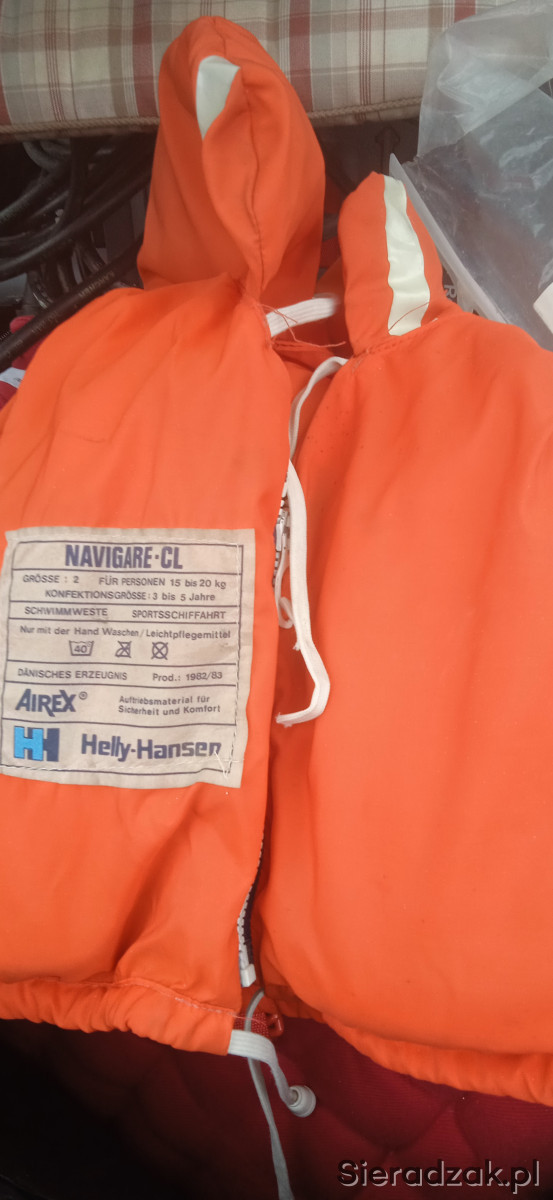 NAVIGARE·CL
GRÖSSE : 2 FÜR PERSONEN 15 bis 20 kg
KONFEKTIONSGRÖSSE : 3 bis 5 Jahre
SCHWIMMWESTE SPORTSSCHIFFAHRT
Nur mit der Hand Waschen / Leichtpflegemittel
40
DÄNISCHES ERZEUGNIS Prod.: 1982/83
AIREX® Auftriebsmaterial für
Sicherheit und Komfort
HH Helly-Hansen
Sieradzak.pl